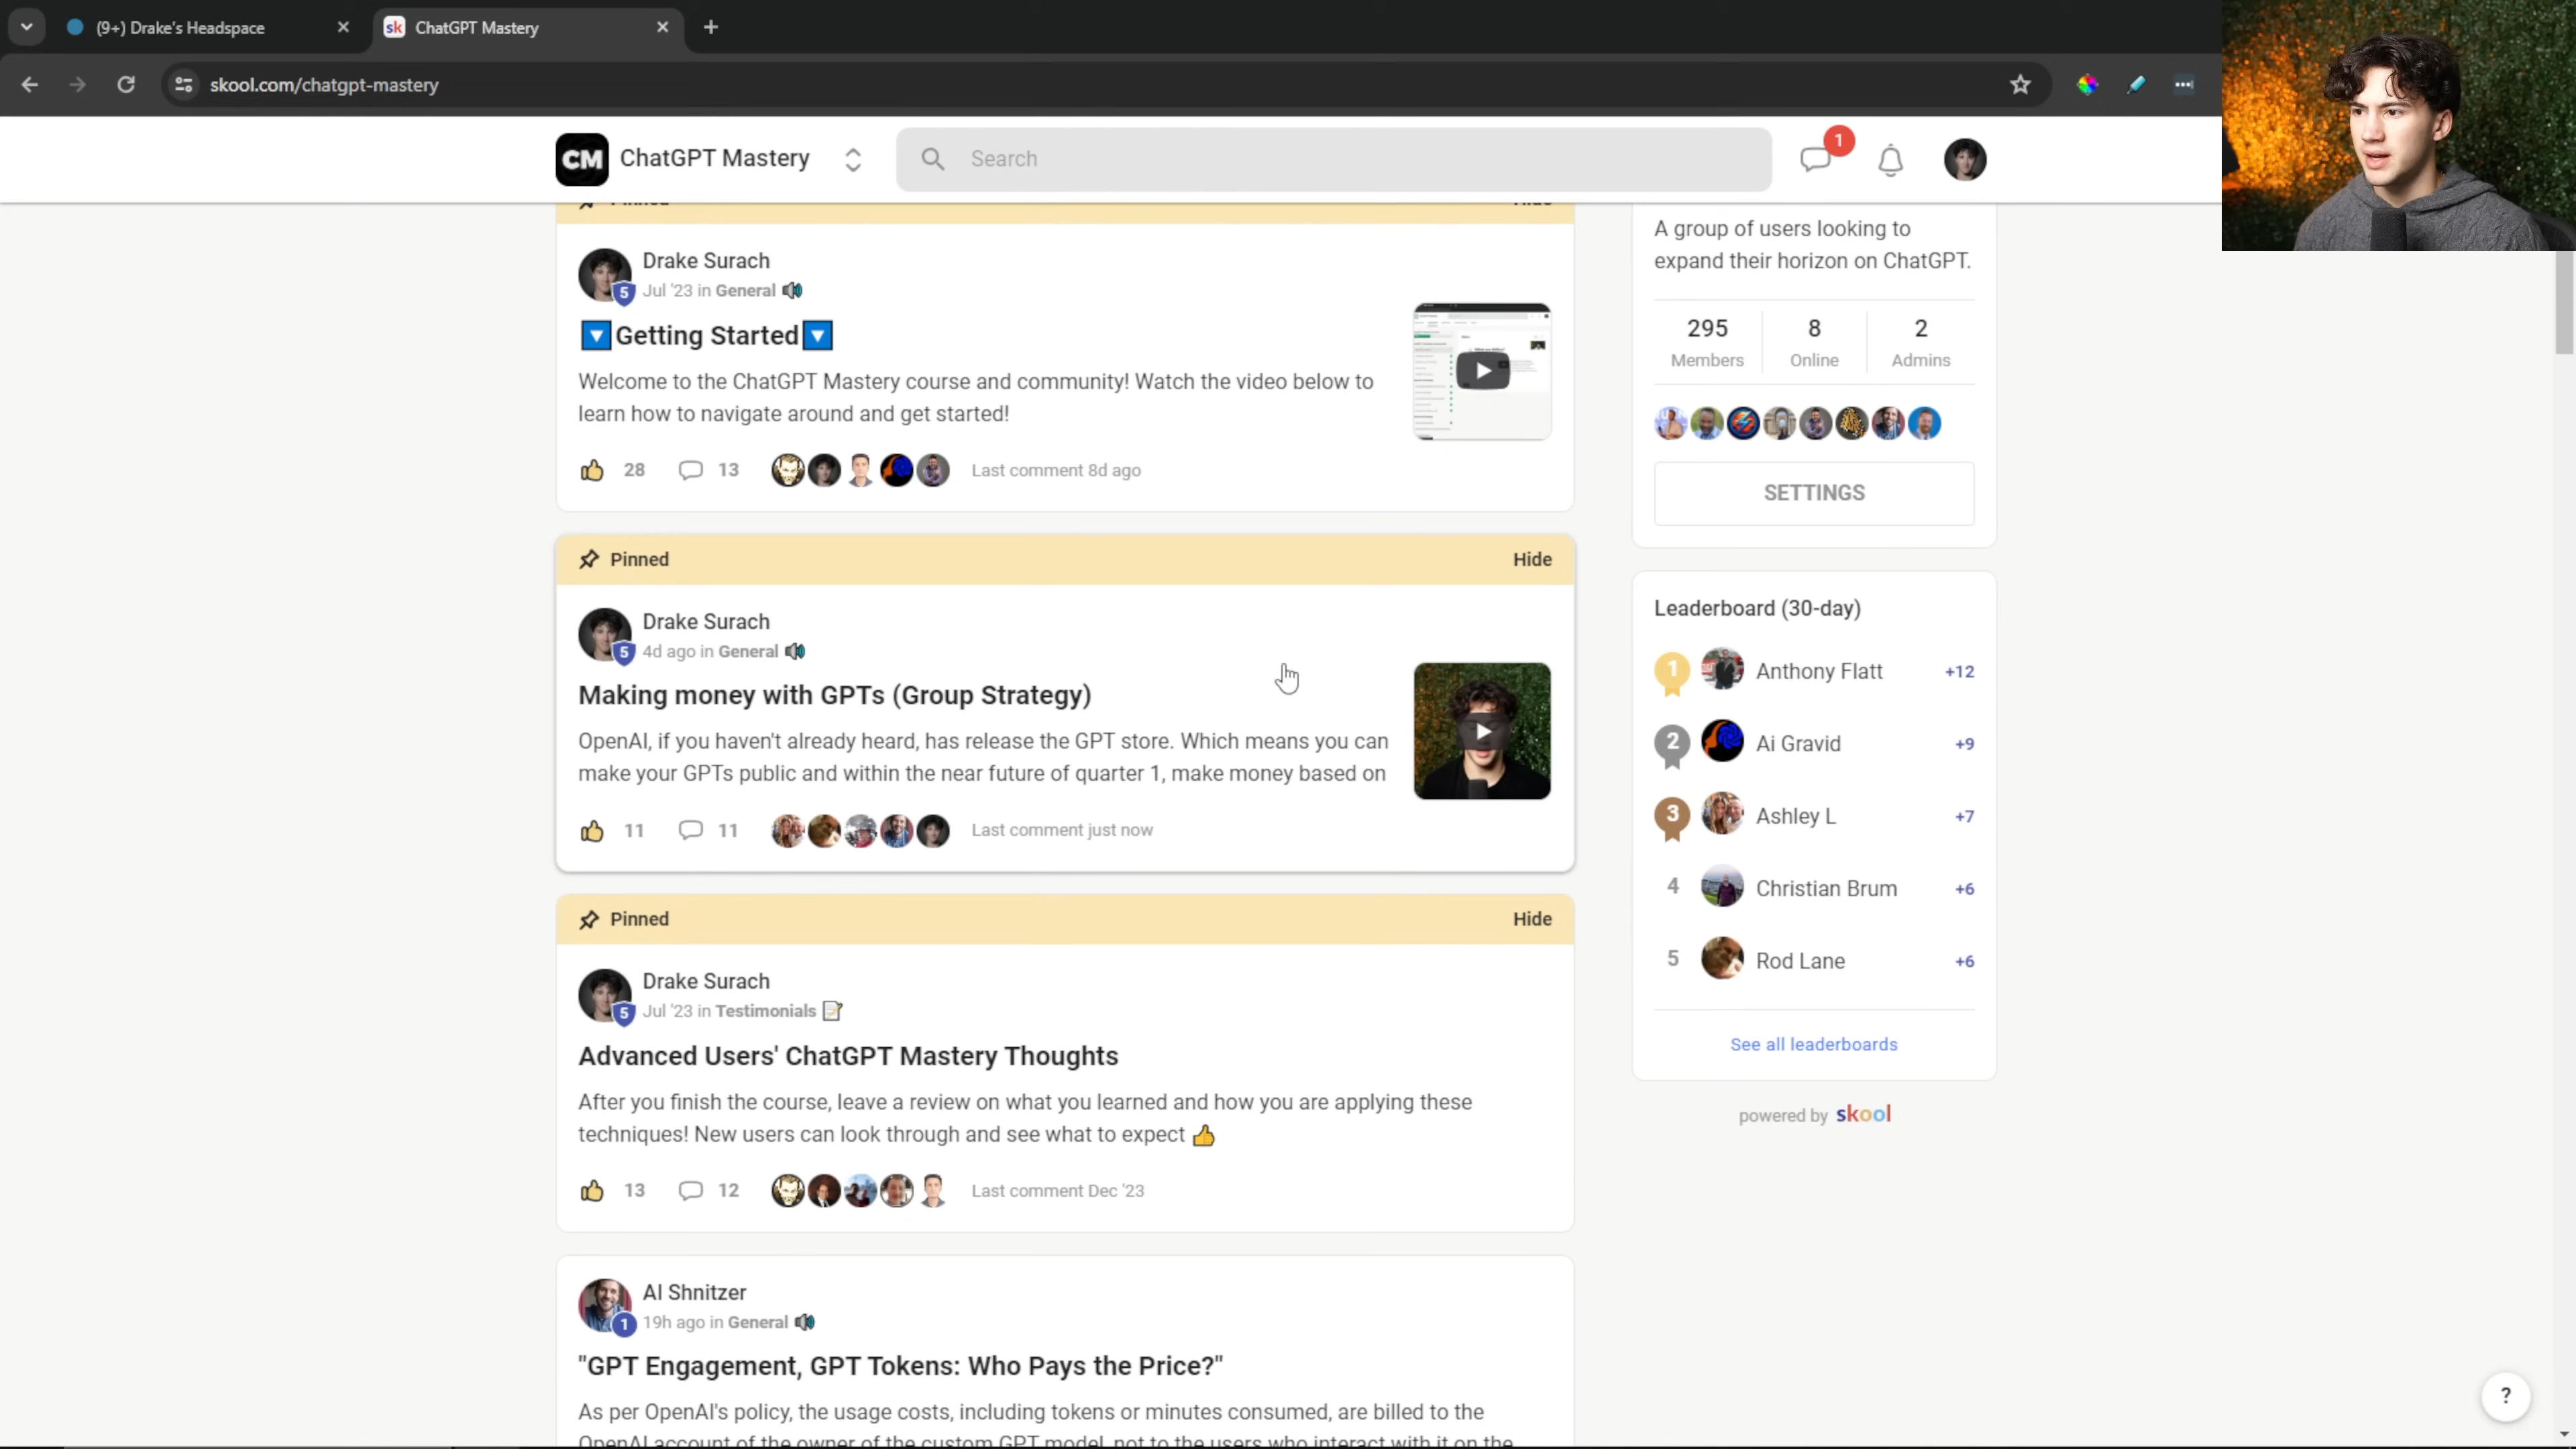 (9+) Drake's Headspace
sk ChatGPT Mastery
skool.com/chatgpt-mastery
CM ChatGPT Mastery
Search
1
Pinned Hide
Drake Surach
5 Jul '23 in General
Getting Started
Welcome to the ChatGPT Mastery course and community! Watch the video below to
learn how to navigate around and get started!
28 13 Last comment 8d ago
Pinned Hide
Drake Surach
5 4d ago in General
Making money with GPTs (Group Strategy)
OpenAI, if you haven't already heard, has release the GPT store. Which means you can
make your GPTs public and within the near future of quarter 1, make money based on
11 11 Last comment just now
Pinned Hide
Drake Surach
5 Jul '23 in Testimonials
Advanced Users' ChatGPT Mastery Thoughts
After you finish the course, leave a review on what you learned and how you are applying these
techniques! New users can look through and see what to expect
13 12 Last comment Dec '23
Al Shnitzer
1 19h ago in General
"GPT Engagement, GPT Tokens: Who Pays the Price?"
As per OpenAI's policy, the usage costs, including tokens or minutes consumed, are billed to the
OpenAI account of the owner of the custom GPT model, not to the users who interact with it on the
A group of users looking to
expand their horizon on ChatGPT.
295 8 2
Members Online Admins
SETTINGS
Leaderboard (30-day)
1 Anthony Flatt +12
2 Ai Gravid +9
3 Ashley L +7
4 Christian Brum +6
5 Rod Lane +6
See all leaderboards
powered by skool
?